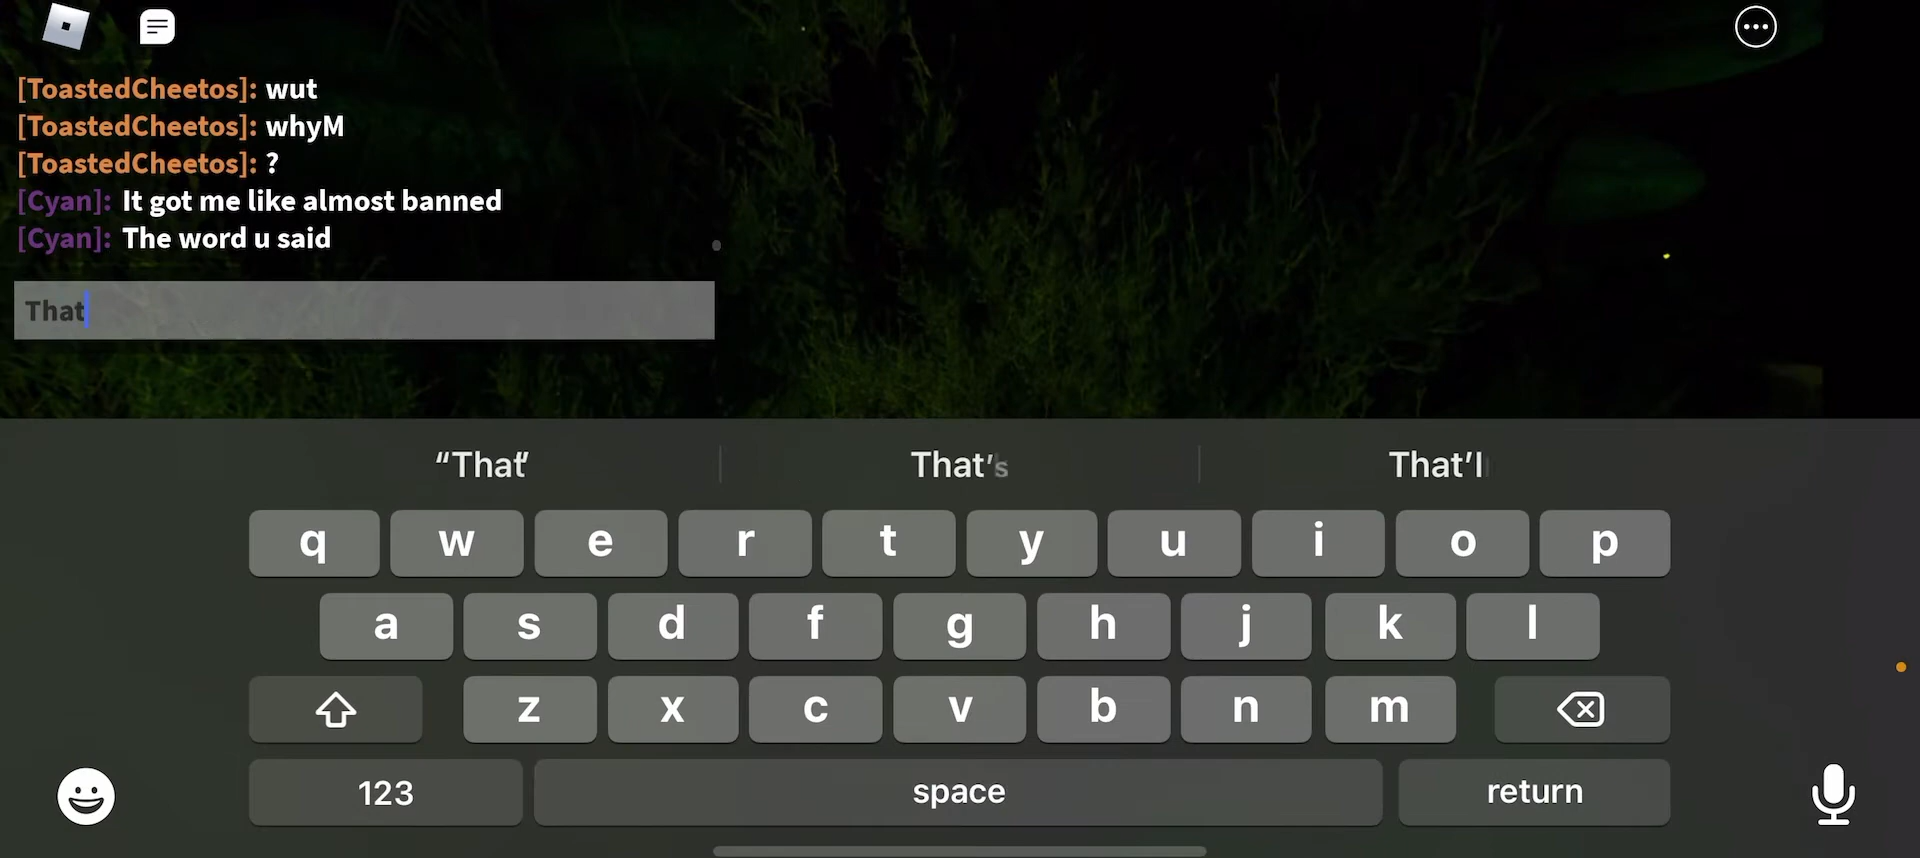 [ToastedCheetos]: wut
[ToastedCheetos]: whyM
[ToastedCheetos]: ?
[Cyan]: It got me like almost banned
[Cyan]: The word u said
That
“That” That’s That’l
q w e r t y u i o p
a s d f g h j k l
z x c v b n m
123 space return